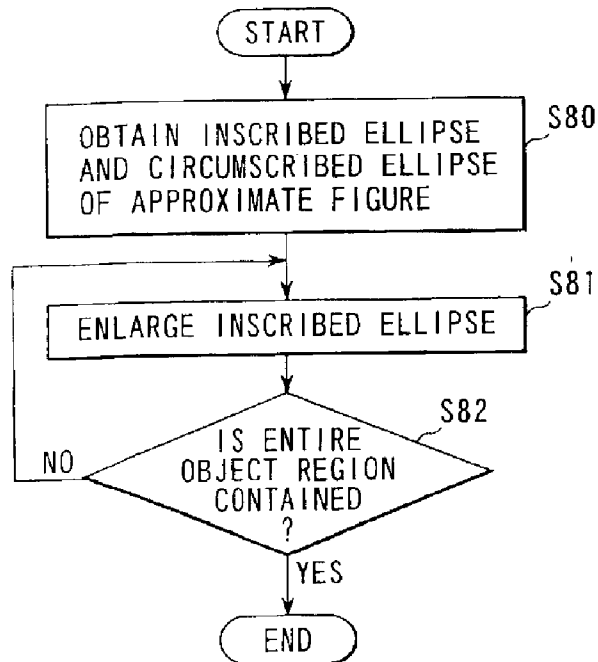 START
OBTAIN INSCRIBED ELLIPSE
AND CIRCUMSCRIBED ELLIPSE
OF APPROXIMATE FIGURE
S80
ENLARGE INSCRIBED ELLIPSE
S81
IS ENTIRE
OBJECT REGION
CONTAINED
?
S82
NO
YES
END